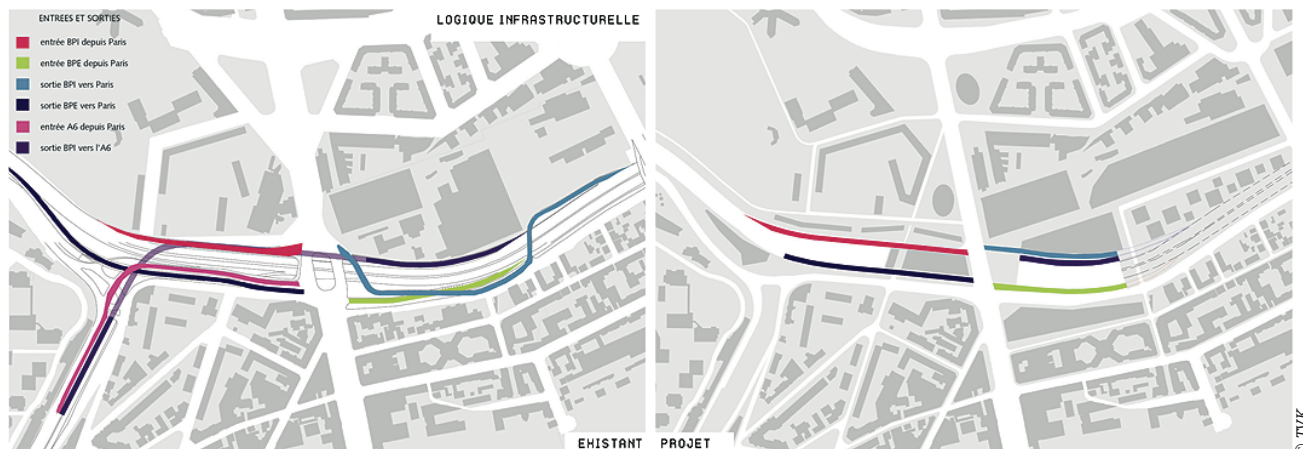 ENTREES ET SORTIES
LOGIQUE INFRASTRUCTURELLE
entrée BPI depuis Paris
entrée BPE depuis Paris
sortie BPI vers Paris
sortie BPE vers Paris
entrée A6 depuis Paris
sortie BPI vers l'A6
EXISTANT
PROJET
© TVK